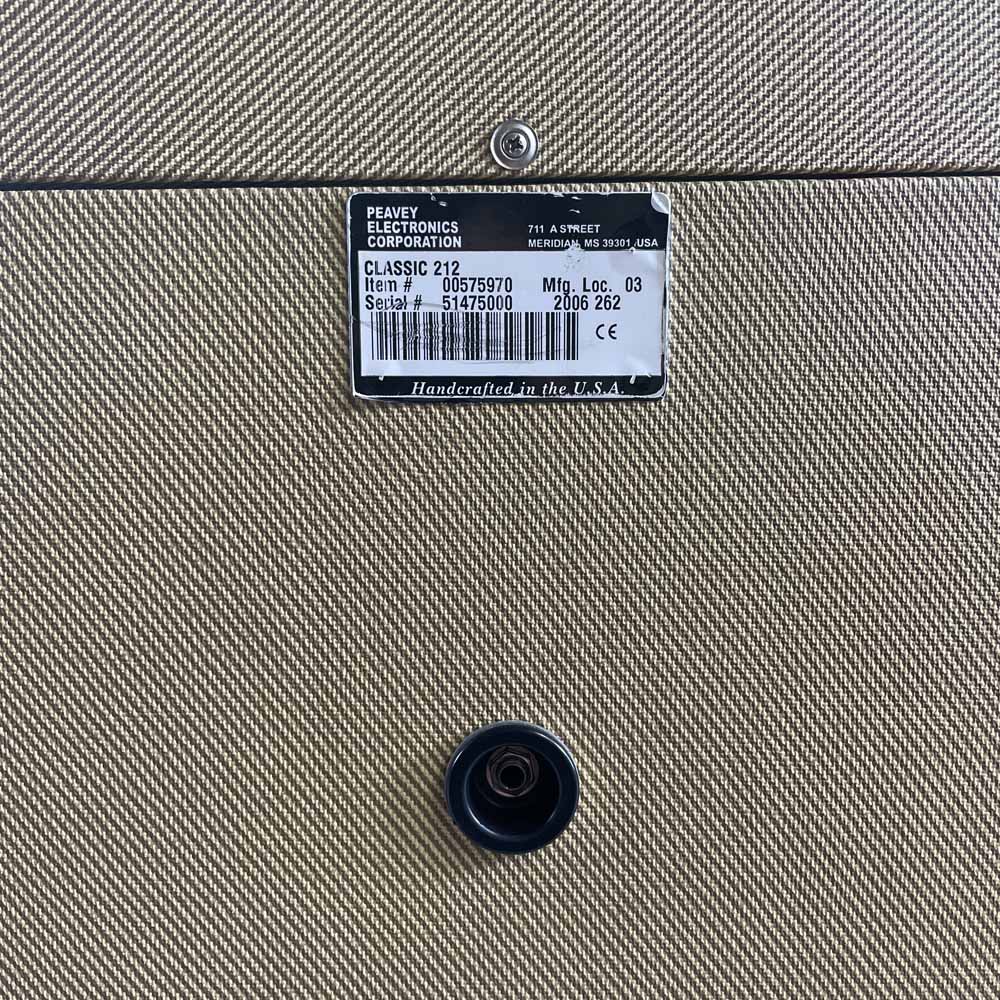 PEAVEY
ELECTRONICS
CORPORATION
711 A STREET
MERIDIAN, MS 39301 USA
CLASSIC 212
Item # 00575970 Mfg. Loc. 03
Serial # 51475000 2006 262
CE
Handcrafted in the U.S.A.